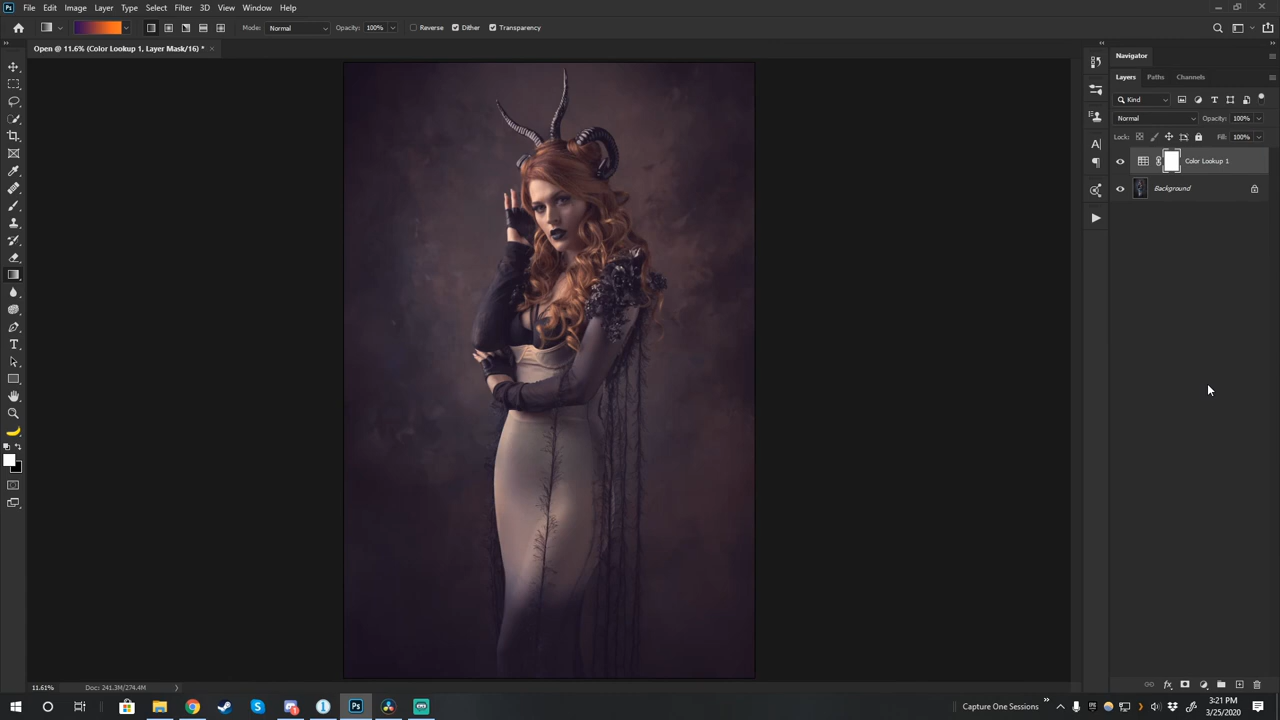 Ps File Edit Image Layer Type Select Filter 3D View Window Help
Mode: Normal Opacity: 100% Reverse Dither Transparency
Open @ 11.6% (Color Lookup 1, Layer Mask/16) * ×
Navigator
Layers Paths Channels
Kind
Normal Opacity: 100%
Lock: Fill: 100%
Color Lookup 1
Background
11.61% Doc: 241.3M/274.4M
Ps
Capture One Sessions
3:21 PM
3/25/2020